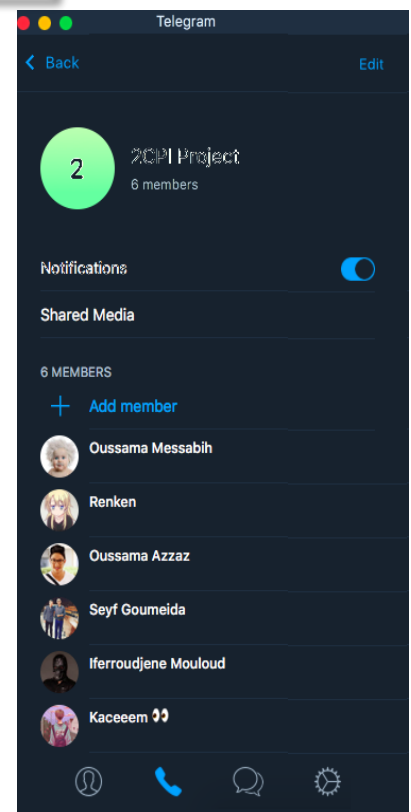 Telegram
Back
Edit
2
2CPI Project
6 members
Notifications
Shared Media
6 MEMBERS
Add member
Oussama Messabih
Renken
Oussama Azzaz
Seyf Goumeida
Iferroudjene Mouloud
Kaceeem 👀